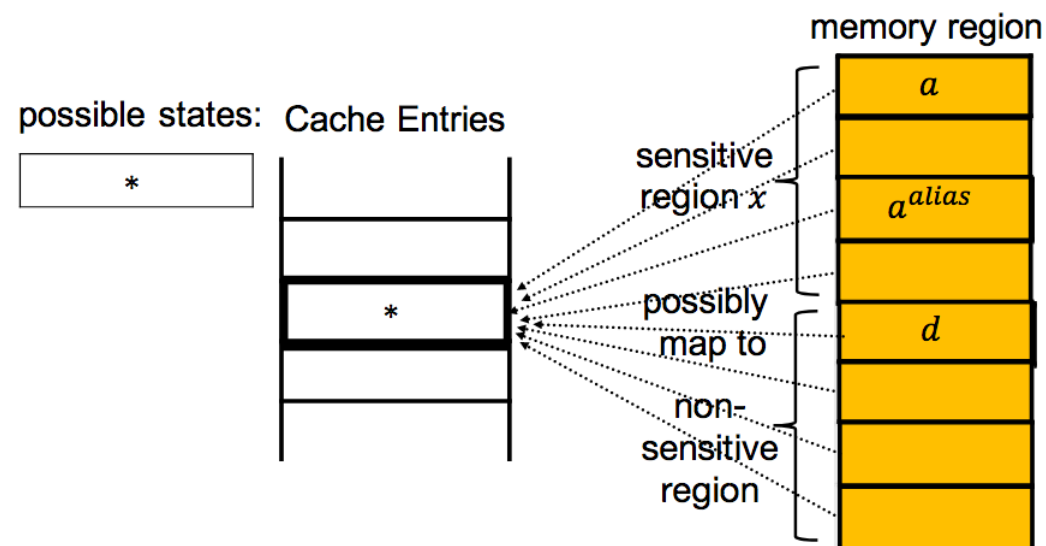 memory region
possible states:
Cache Entries
*
*
sensitive
region x
possibly
map to
non-
sensitive
region
a
a^{alias}
d